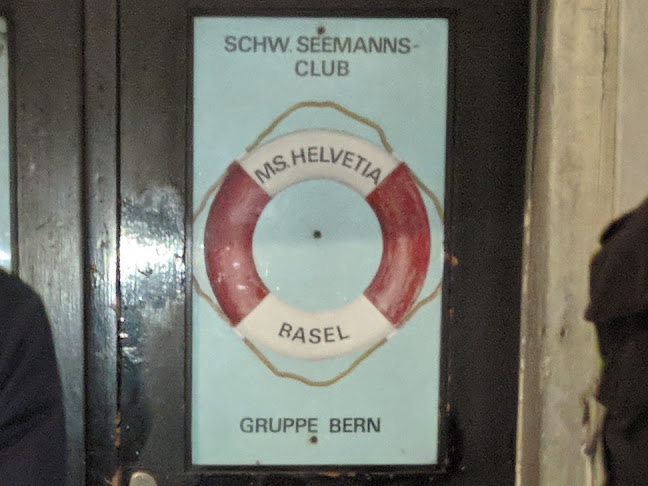 SCHW. SEEMANNS-
CLUB
MS. HELVETIA
BASEL
GRUPPE BERN